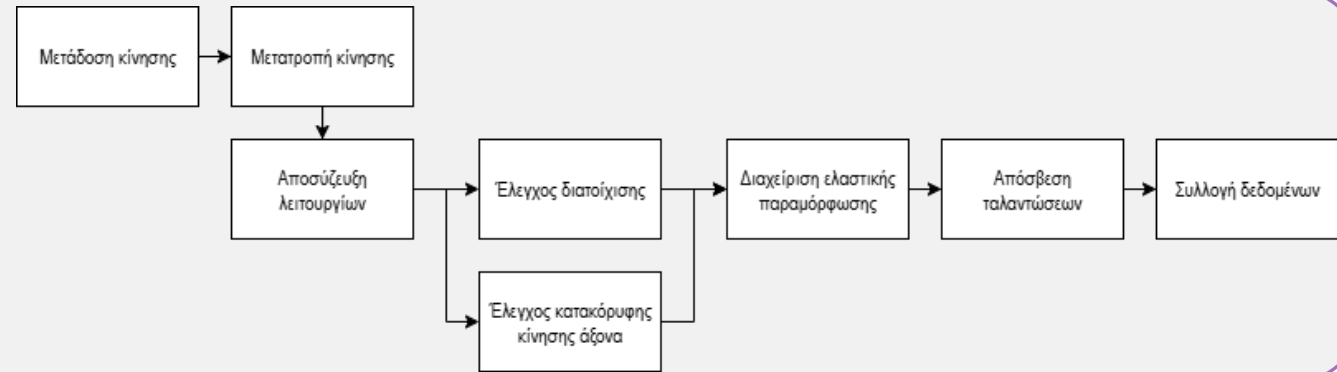 Μετάδοση κίνησης
Μετατροπή κίνησης
Αποσύζευξη
λειτουργίων
Έλεγχος διατοίχισης
Διαχείριση ελαστικής
παραμόρφωσης
Απόσβεση
ταλαντώσεων
Συλλογή δεδομένων
Έλεγχος κατακόρυφης
κίνησης άξονα